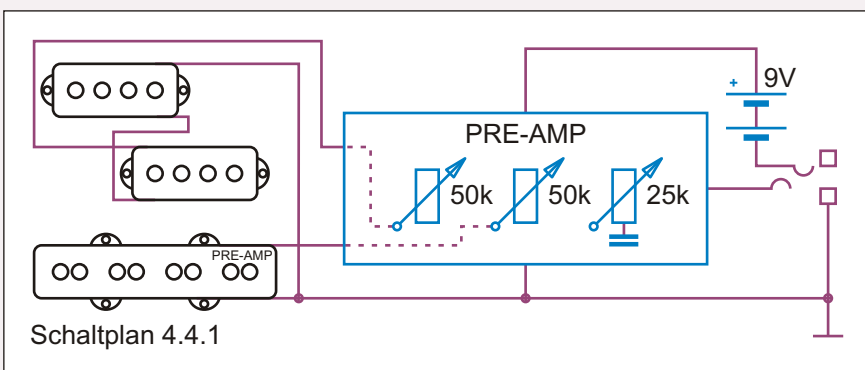 + 9V
PRE-AMP
50k 50k 25k
PRE-AMP
Schaltplan 4.4.1